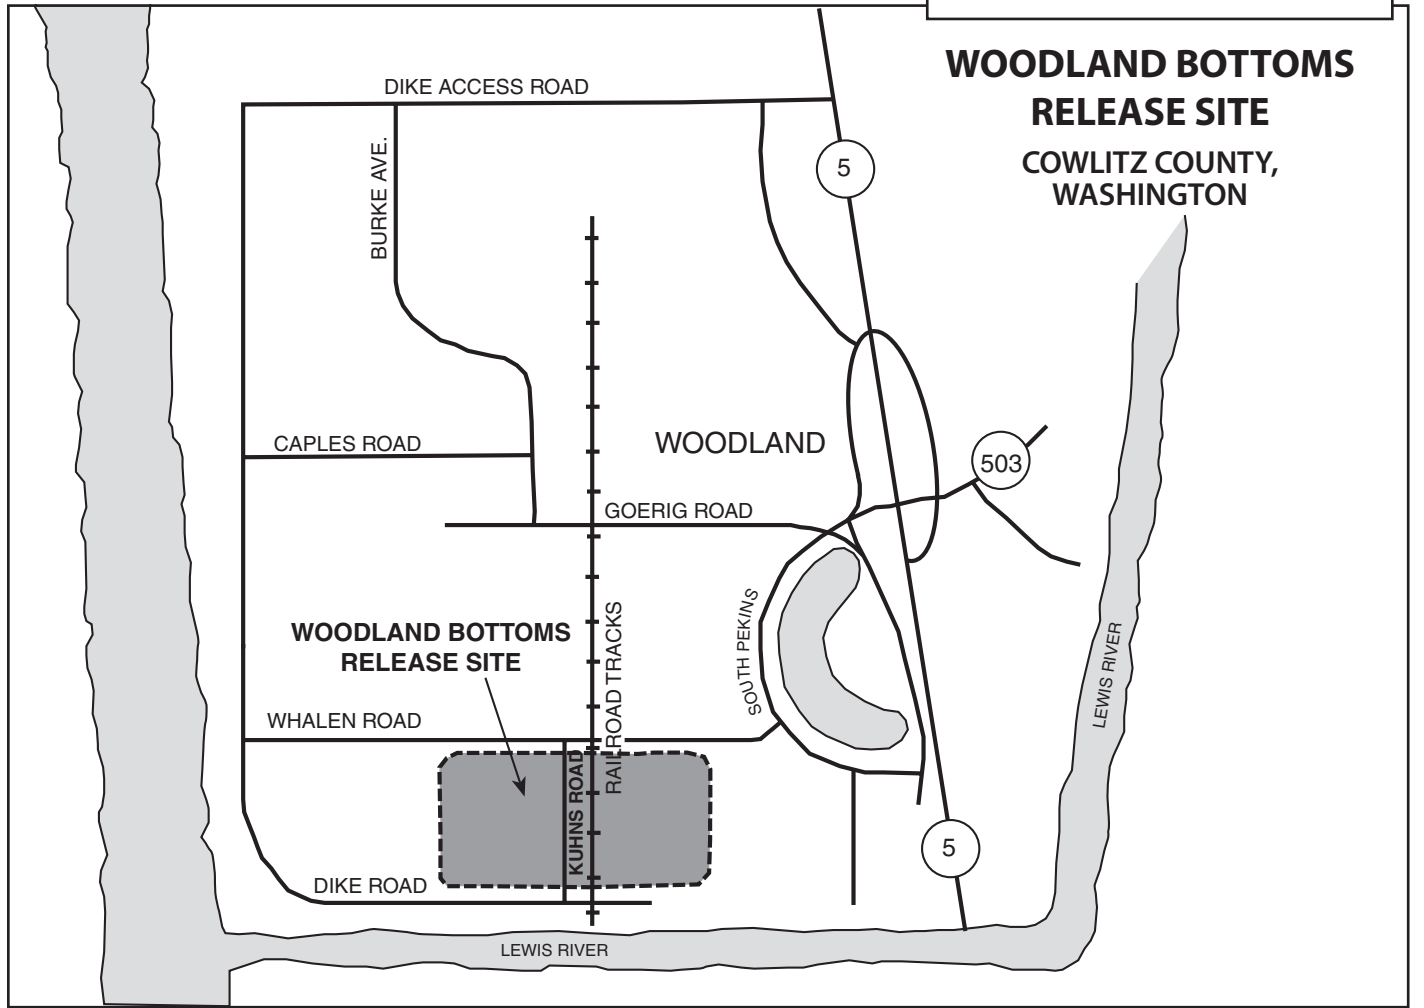 WOODLAND BOTTOMS
RELEASE SITE
COWLITZ COUNTY,
WASHINGTON
DIKE ACCESS ROAD
BURKE AVE.
5
CAPLES ROAD
WOODLAND
503
GOERIG ROAD
SOUTH PEKINS
WOODLAND BOTTOMS
RELEASE SITE
RAILROAD TRACKS
LEWIS RIVER
WHALEN ROAD
KUHNS ROAD
5
DIKE ROAD
LEWIS RIVER